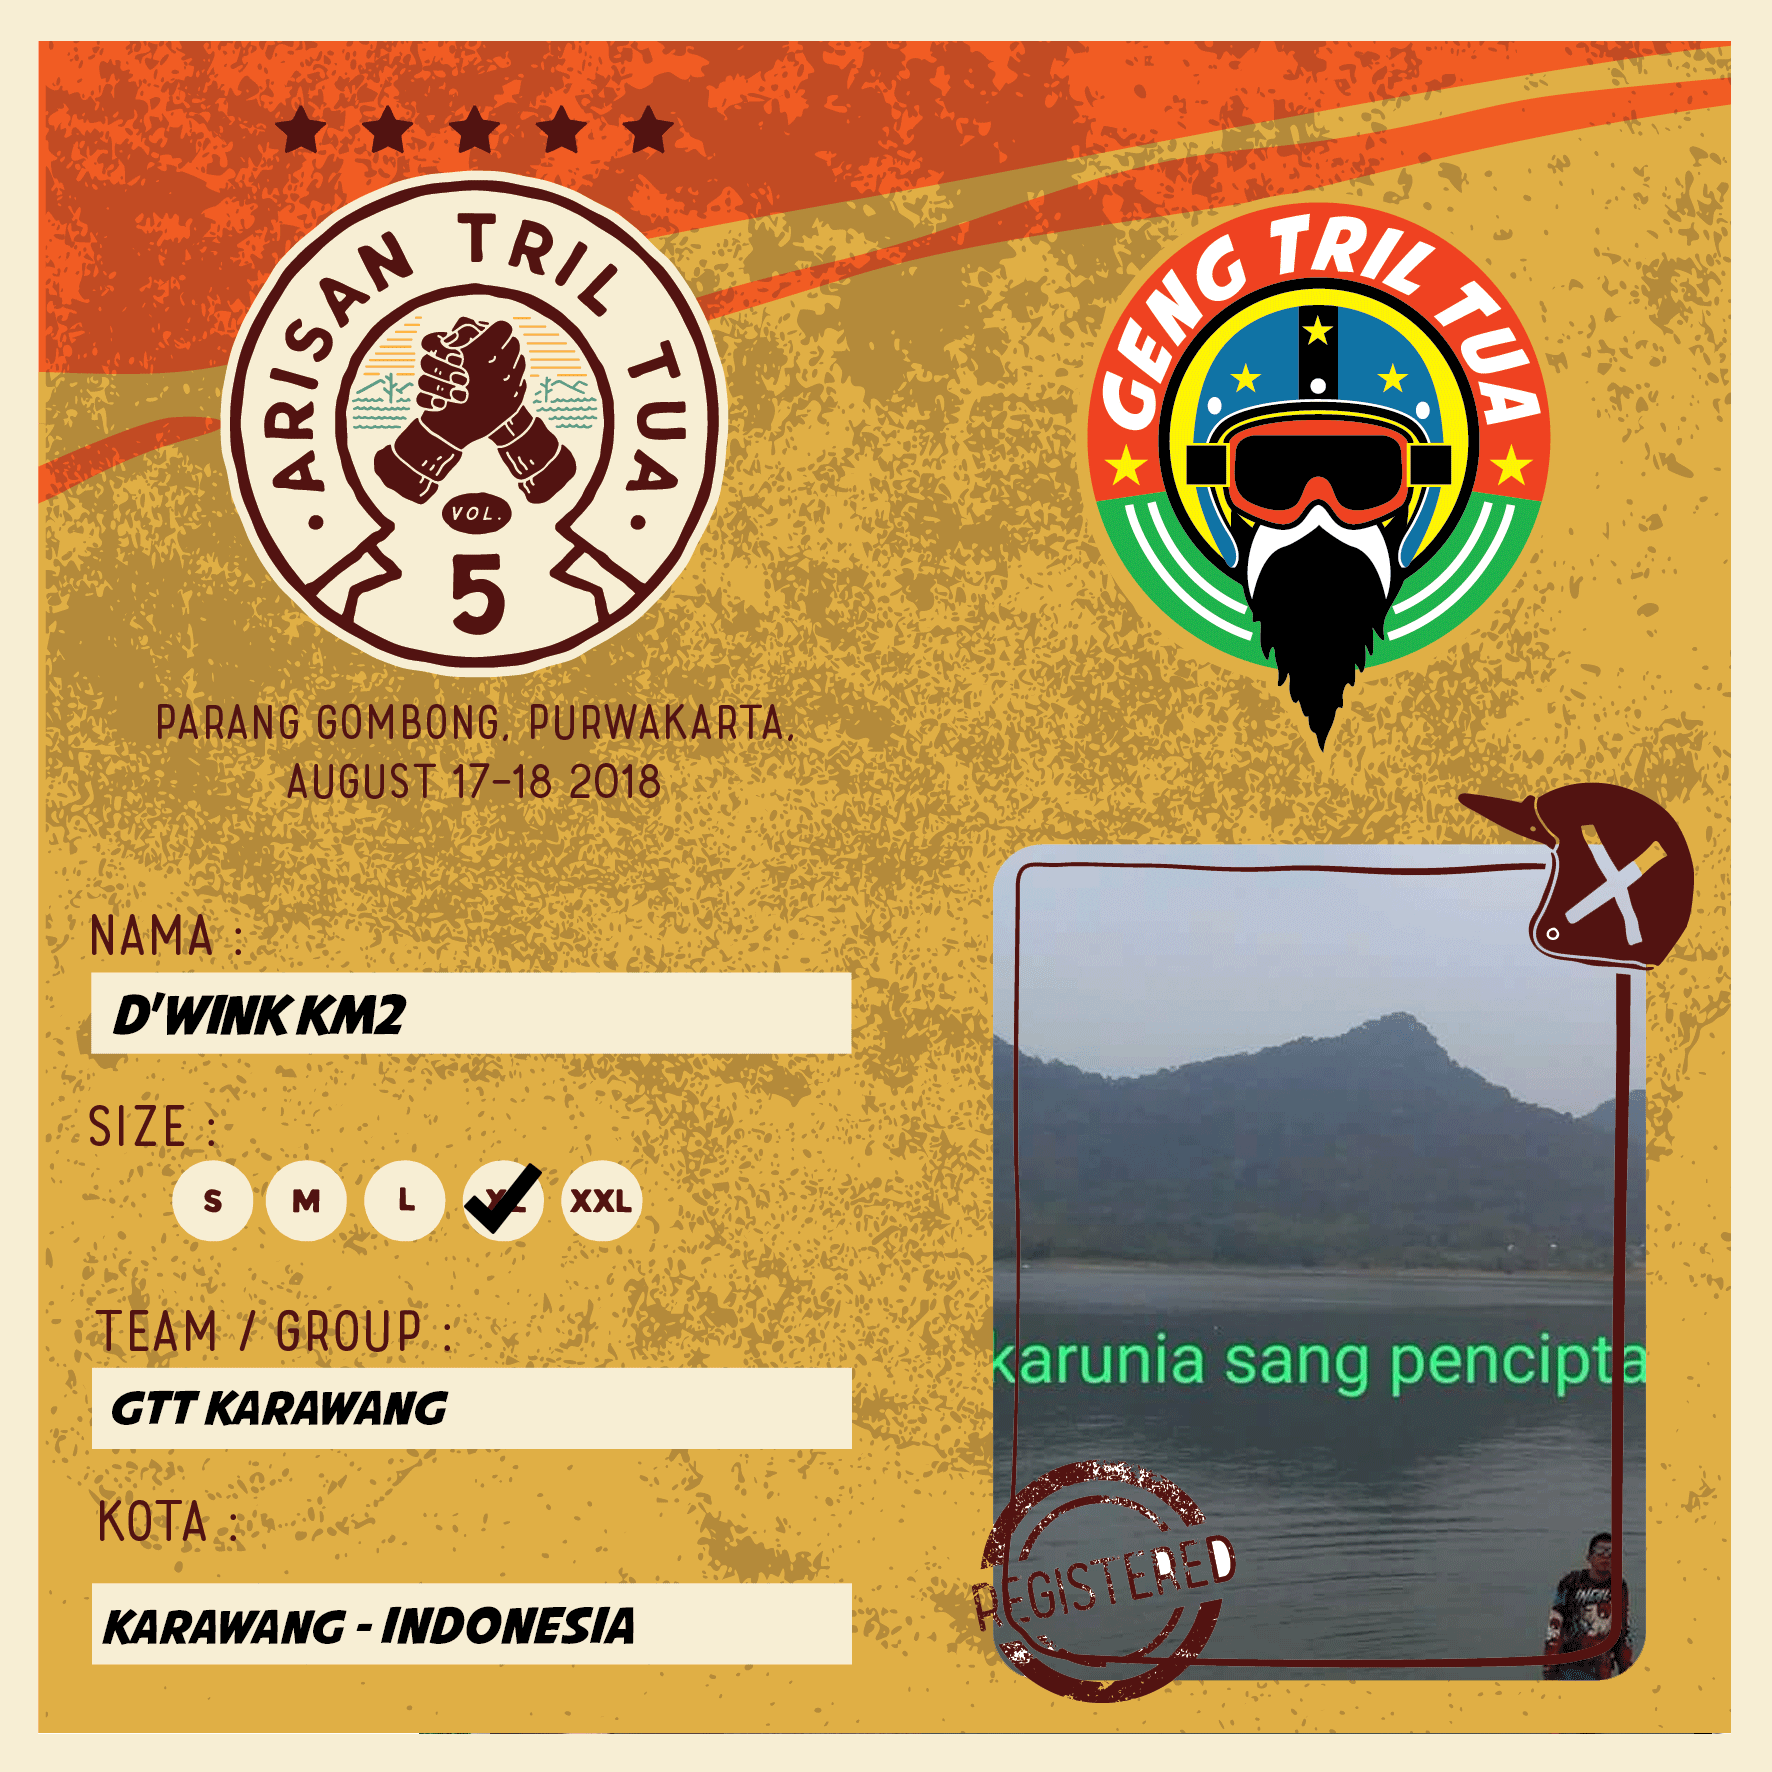 ARISAN TRIL TUA
VOL.
5
GENG TRIL TUA
PARANG GOMBONG, PURWAKARTA,
AUGUST 17-18 2018
NAMA :
D'WINK KM2
SIZE :
S M L XL XXL
TEAM / GROUP :
GTT KARAWANG
KOTA :
KARAWANG - INDONESIA
karunia sang pencipta
REGISTERED